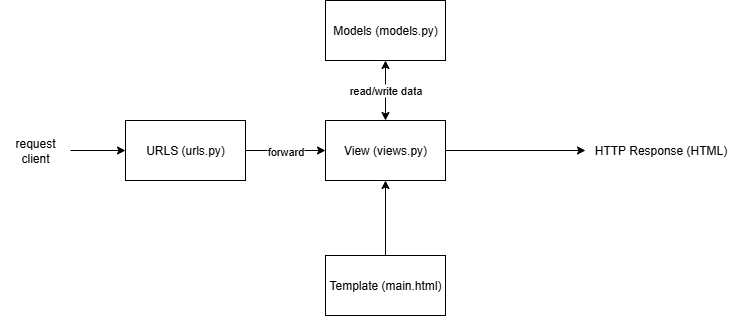 Models (models.py)
read/write data
request
client
URLS (urls.py)
forward
View (views.py)
HTTP Response (HTML)
Template (main.html)